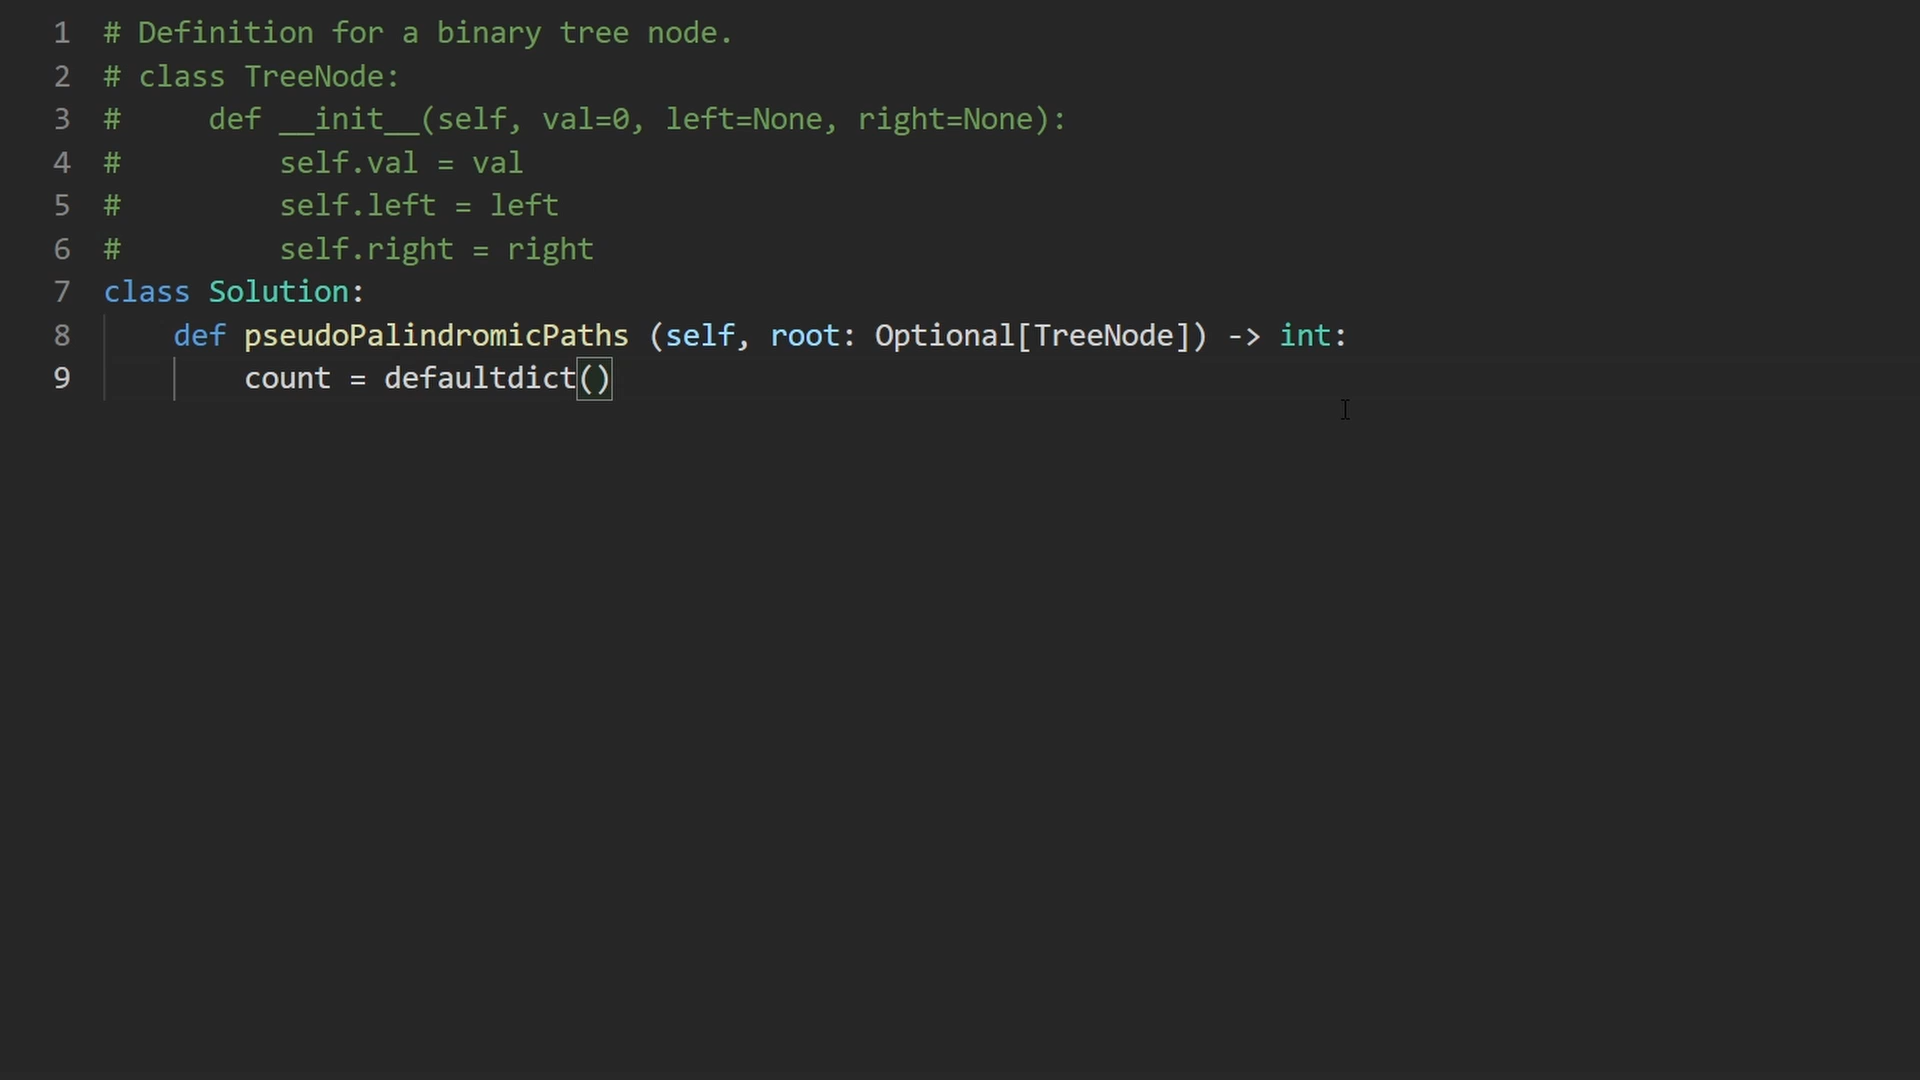 1 # Definition for a binary tree node.
2 # class TreeNode:
3 #     def __init__(self, val=0, left=None, right=None):
4 #         self.val = val
5 #         self.left = left
6 #         self.right = right
7 class Solution:
8     def pseudoPalindromicPaths (self, root: Optional[TreeNode]) -> int:
9         count = defaultdict()